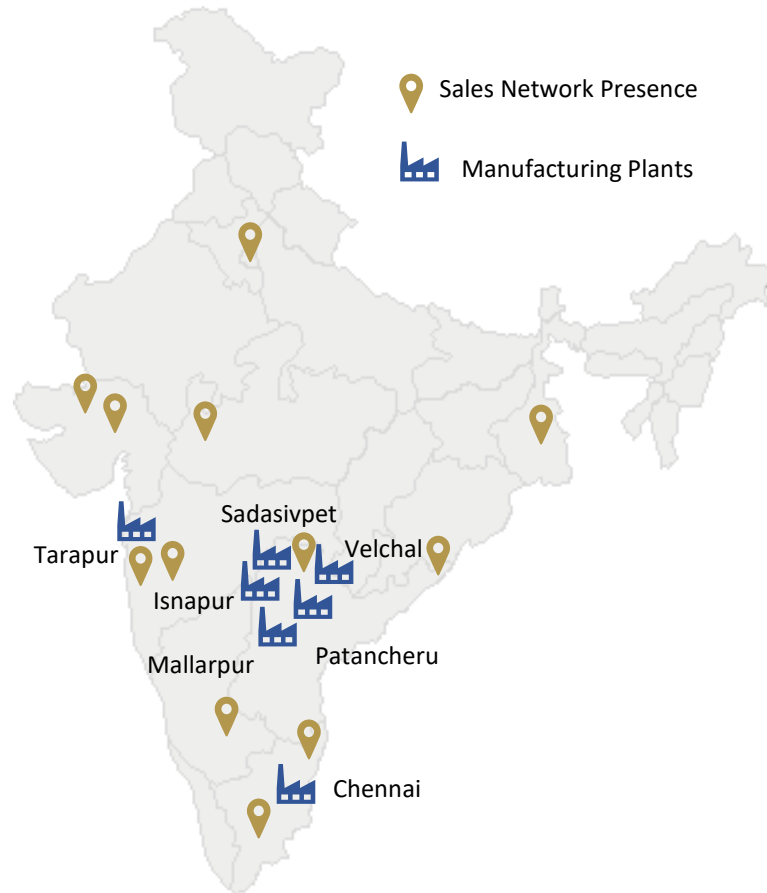 Sales Network Presence
Manufacturing Plants
Sadasivpet
Tarapur
Velchal
Isnapur
Patancheru
Mallarpur
Chennai